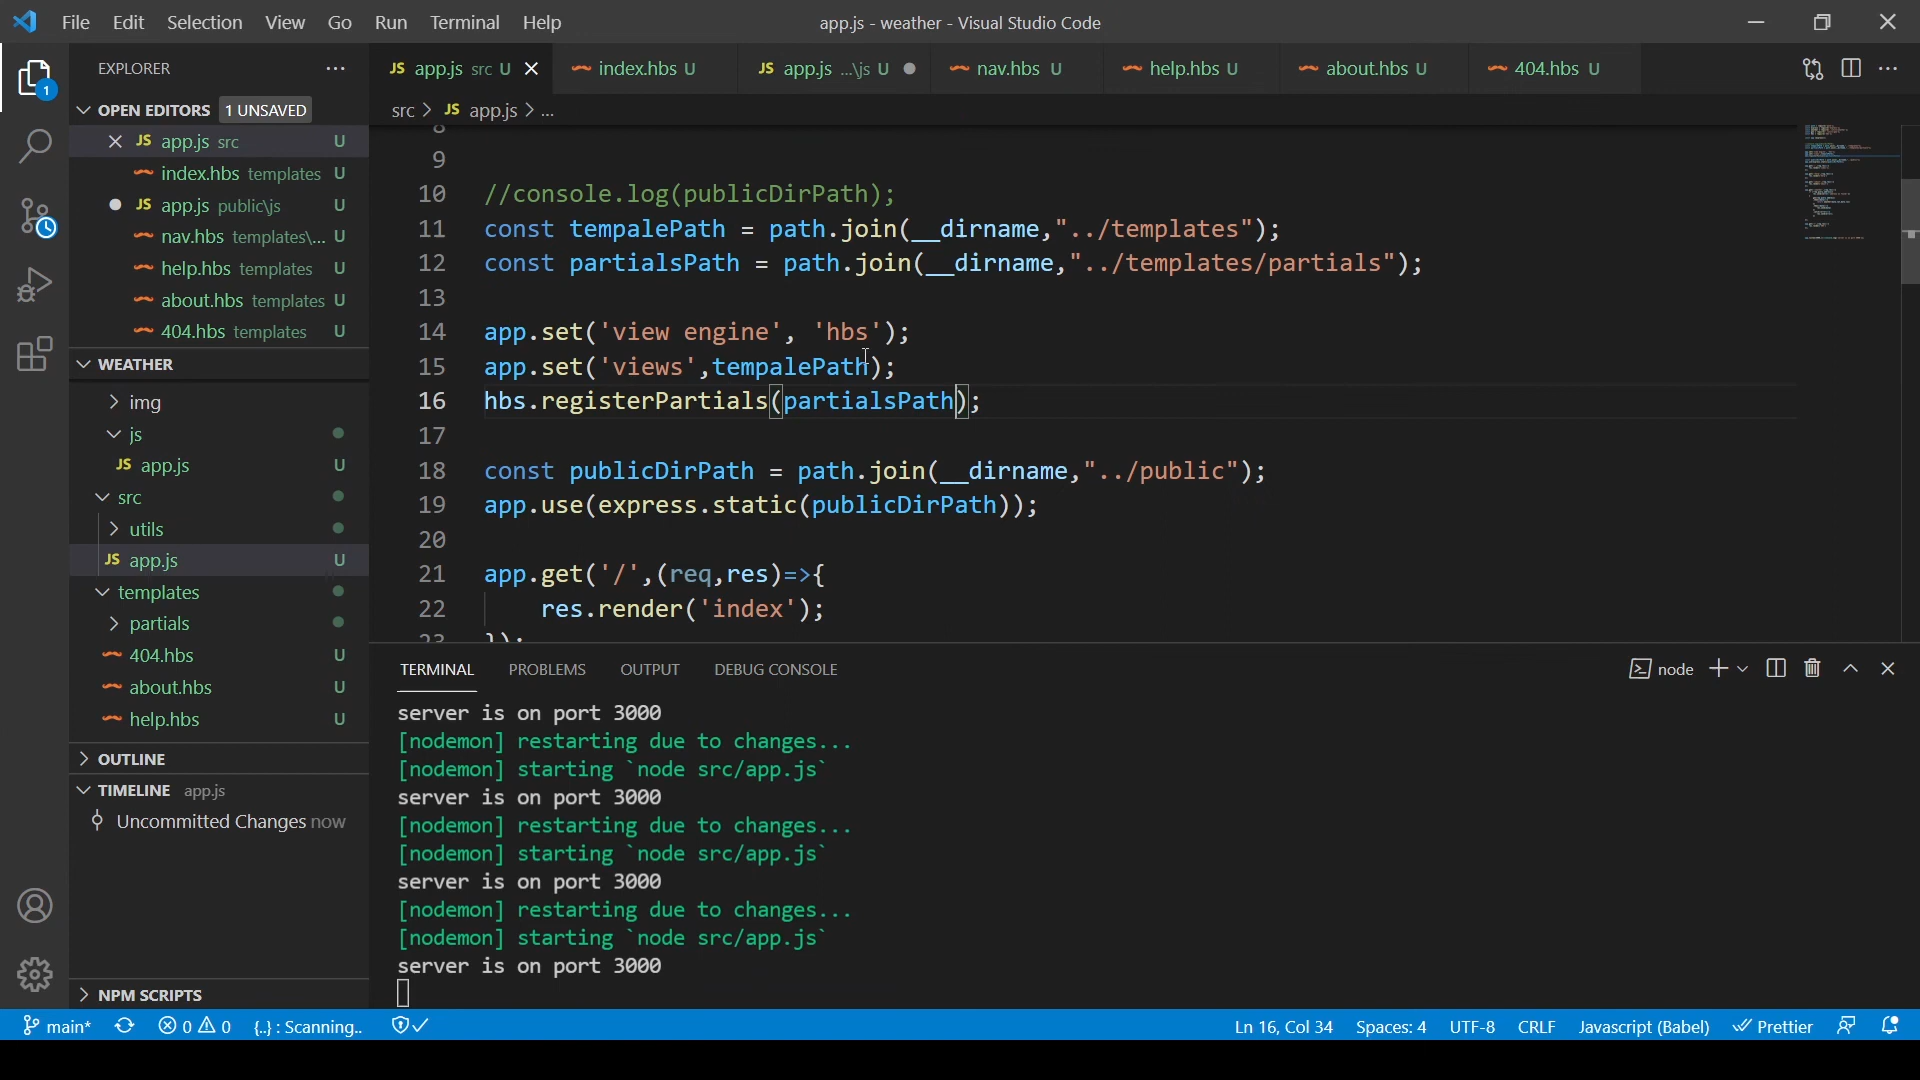 File Edit Selection View Go Run Terminal Help
app.js - weather - Visual Studio Code
EXPLORER
OPEN EDITORS 1 UNSAVED
JS app.js src U
index.hbs templates U
JS app.js public\js U
nav.hbs templates\... U
help.hbs templates U
about.hbs templates U
404.hbs templates U
WEATHER
img
js
JS app.js U
src
utils
JS app.js U
templates
partials
404.hbs U
about.hbs U
help.hbs U
OUTLINE
TIMELINE app.js
Uncommitted Changes now
NPM SCRIPTS
1
JS app.js src U
index.hbs U
JS app.js ...\js U
nav.hbs U
help.hbs U
about.hbs U
404.hbs U
src > JS app.js > ...
8
9
10 //console.log(publicDirPath);
11 const tempalePath = path.join(__dirname,"../templates");
12 const partialsPath = path.join(__dirname,"../templates/partials");
13
14 app.set('view engine', 'hbs');
15 app.set('views',tempalePath);
16 hbs.registerPartials(partialsPath);
17
18 const publicDirPath = path.join(__dirname,"../public");
19 app.use(express.static(publicDirPath));
20
21 app.get('/',(req,res)=>{
22 res.render('index');
23 });
TERMINAL PROBLEMS OUTPUT DEBUG CONSOLE
node
server is on port 3000
[nodemon] restarting due to changes...
[nodemon] starting `node src/app.js`
server is on port 3000
[nodemon] restarting due to changes...
[nodemon] starting `node src/app.js`
server is on port 3000
[nodemon] restarting due to changes...
[nodemon] starting `node src/app.js`
server is on port 3000
main* 0 0 {..} : Scanning..
Ln 16, Col 34 Spaces: 4 UTF-8 CRLF Javascript (Babel) Prettier